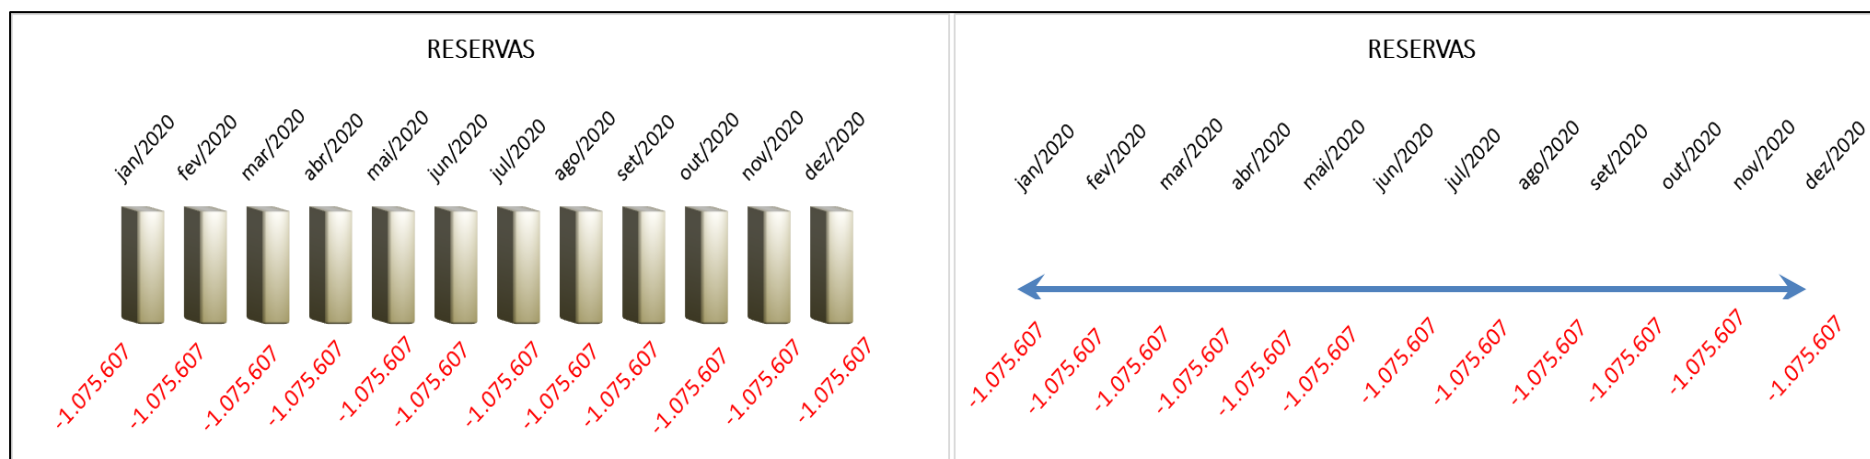 RESERVAS
jan/2020 fev/2020 mar/2020 abr/2020 mai/2020 jun/2020 jul/2020 ago/2020 set/2020 out/2020 nov/2020 dez/2020
-1.075.607 -1.075.607 -1.075.607 -1.075.607 -1.075.607 -1.075.607 -1.075.607 -1.075.607 -1.075.607 -1.075.607 -1.075.607 -1.075.607
RESERVAS
jan/2020 fev/2020 mar/2020 abr/2020 mai/2020 jun/2020 jul/2020 ago/2020 set/2020 out/2020 nov/2020 dez/2020
-1.075.607 -1.075.607 -1.075.607 -1.075.607 -1.075.607 -1.075.607 -1.075.607 -1.075.607 -1.075.607 -1.075.607 -1.075.607 -1.075.607